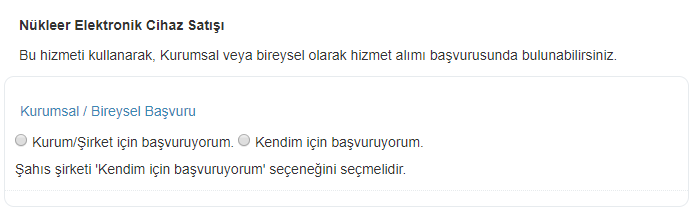 Nükleer Elektronik Cihaz Satışı
Bu hizmeti kullanarak, Kurumsal veya bireysel olarak hizmet alımı başvurusunda bulunabilirsiniz.
Kurumsal / Bireysel Başvuru
Kurum/Şirket için başvuruyorum. Kendim için başvuruyorum.
Şahıs şirketi 'Kendim için başvuruyorum' seçeneğini seçmelidir.